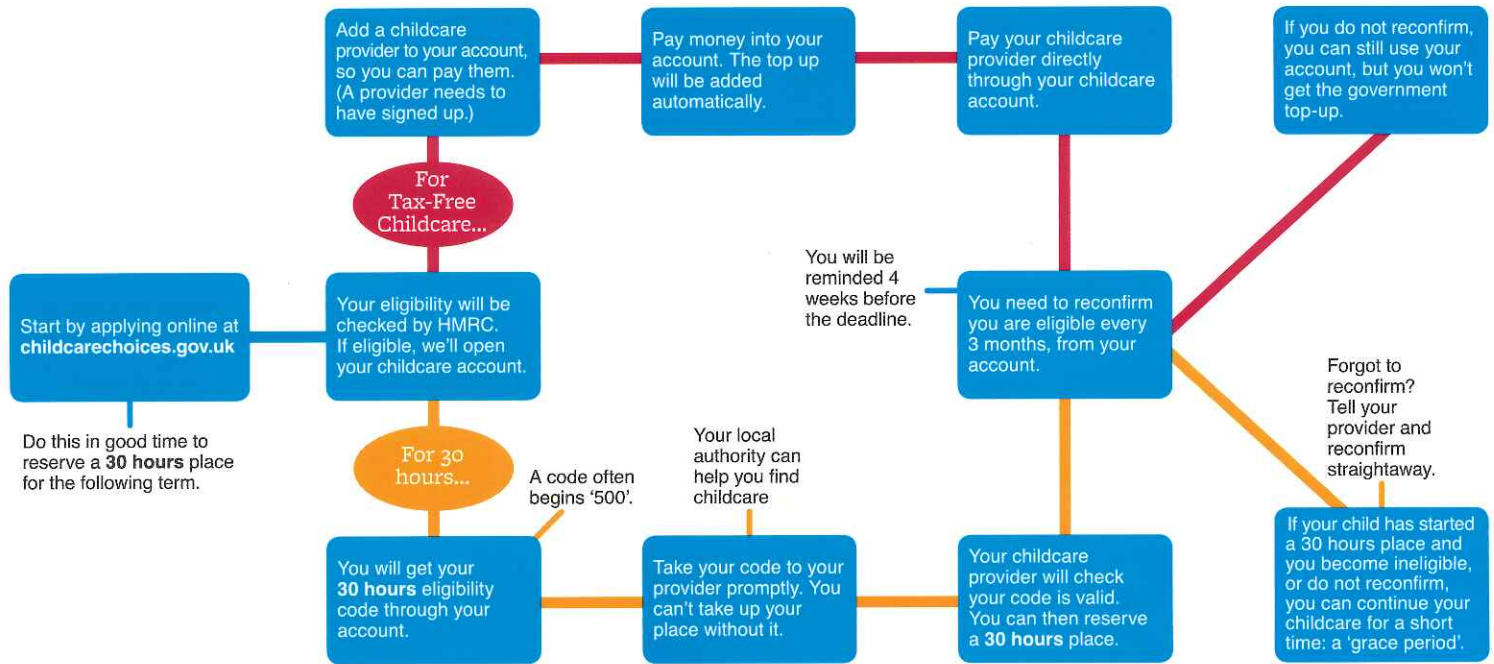 Start by applying online at
childcarechoices.gov.uk
Do this in good time to
reserve a 30 hours place
for the following term.
Your eligibility will be
checked by HMRC.
If eligible, we'll open
your childcare account.
For
Tax-Free
Childcare...
Add a childcare
provider to your account,
so you can pay them.
(A provider needs to
have signed up.)
Pay money into your
account. The top up
will be added
automatically.
Pay your childcare
provider directly
through your childcare
account.
For 30
hours...
You will get your
30 hours eligibility
code through your
account.
A code often
begins ‘500’.
Take your code to your
provider promptly. You
can't take up your
place without it.
Your local
authority can
help you find
childcare
Your childcare
provider will check
your code is valid.
You can then reserve
a 30 hours place.
You need to reconfirm
you are eligible every
3 months, from your
account.
You will be
reminded 4
weeks before
the deadline.
If you do not reconfirm,
you can still use your
account, but you won't
get the government
top-up.
If your child has started
a 30 hours place and
you become ineligible,
or do not reconfirm,
you can continue your
childcare for a short
time: a ‘grace period’.
Forgot to
reconfirm?
Tell your
provider and
reconfirm
straightaway.